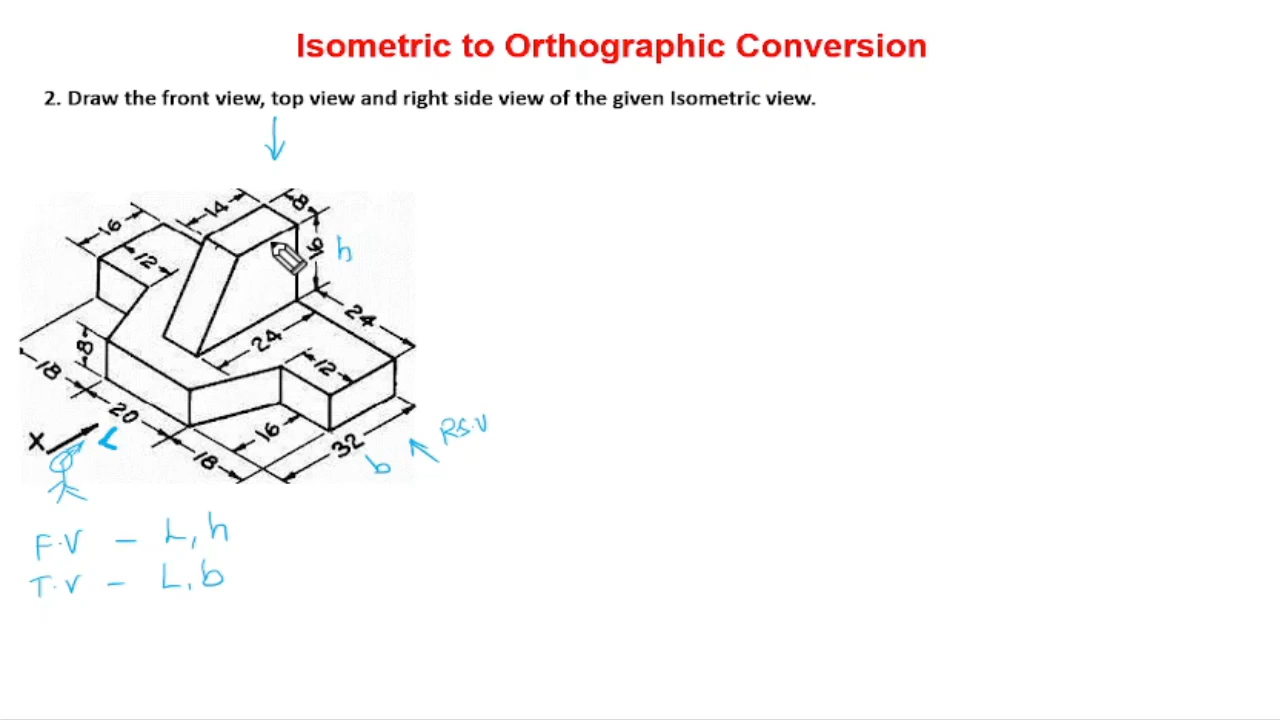 Isometric to Orthographic Conversion
2. Draw the front view, top view and right side view of the given Isometric view.
14
8
16
12
16
h
24
8
24
12
18
20
16
X
L
18
32
b
R.S.V
F.V - L, h
T.V - L, b